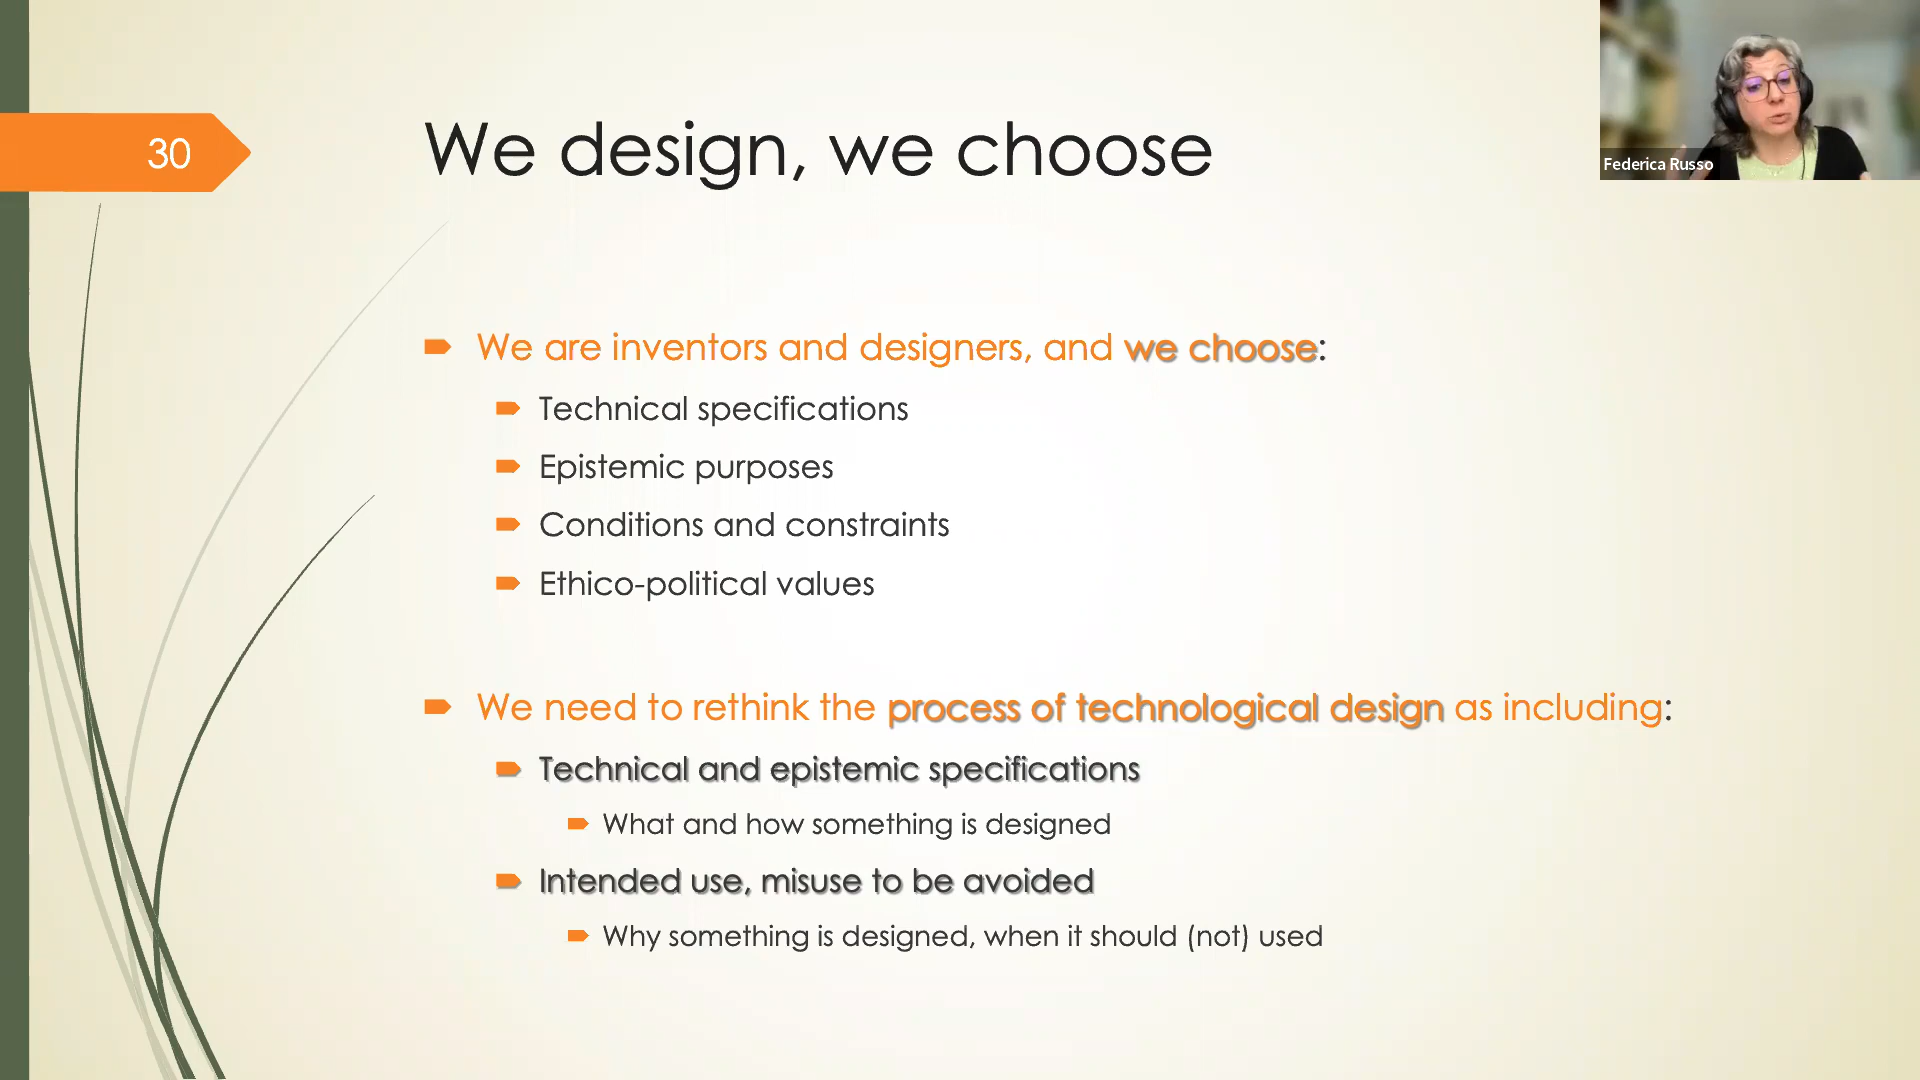 30
We design, we choose
Federica Russo
We are inventors and designers, and we choose:
Technical specifications
Epistemic purposes
Conditions and constraints
Ethico-political values
We need to rethink the process of technological design as including:
Technical and epistemic specifications
What and how something is designed
Intended use, misuse to be avoided
Why something is designed, when it should (not) used